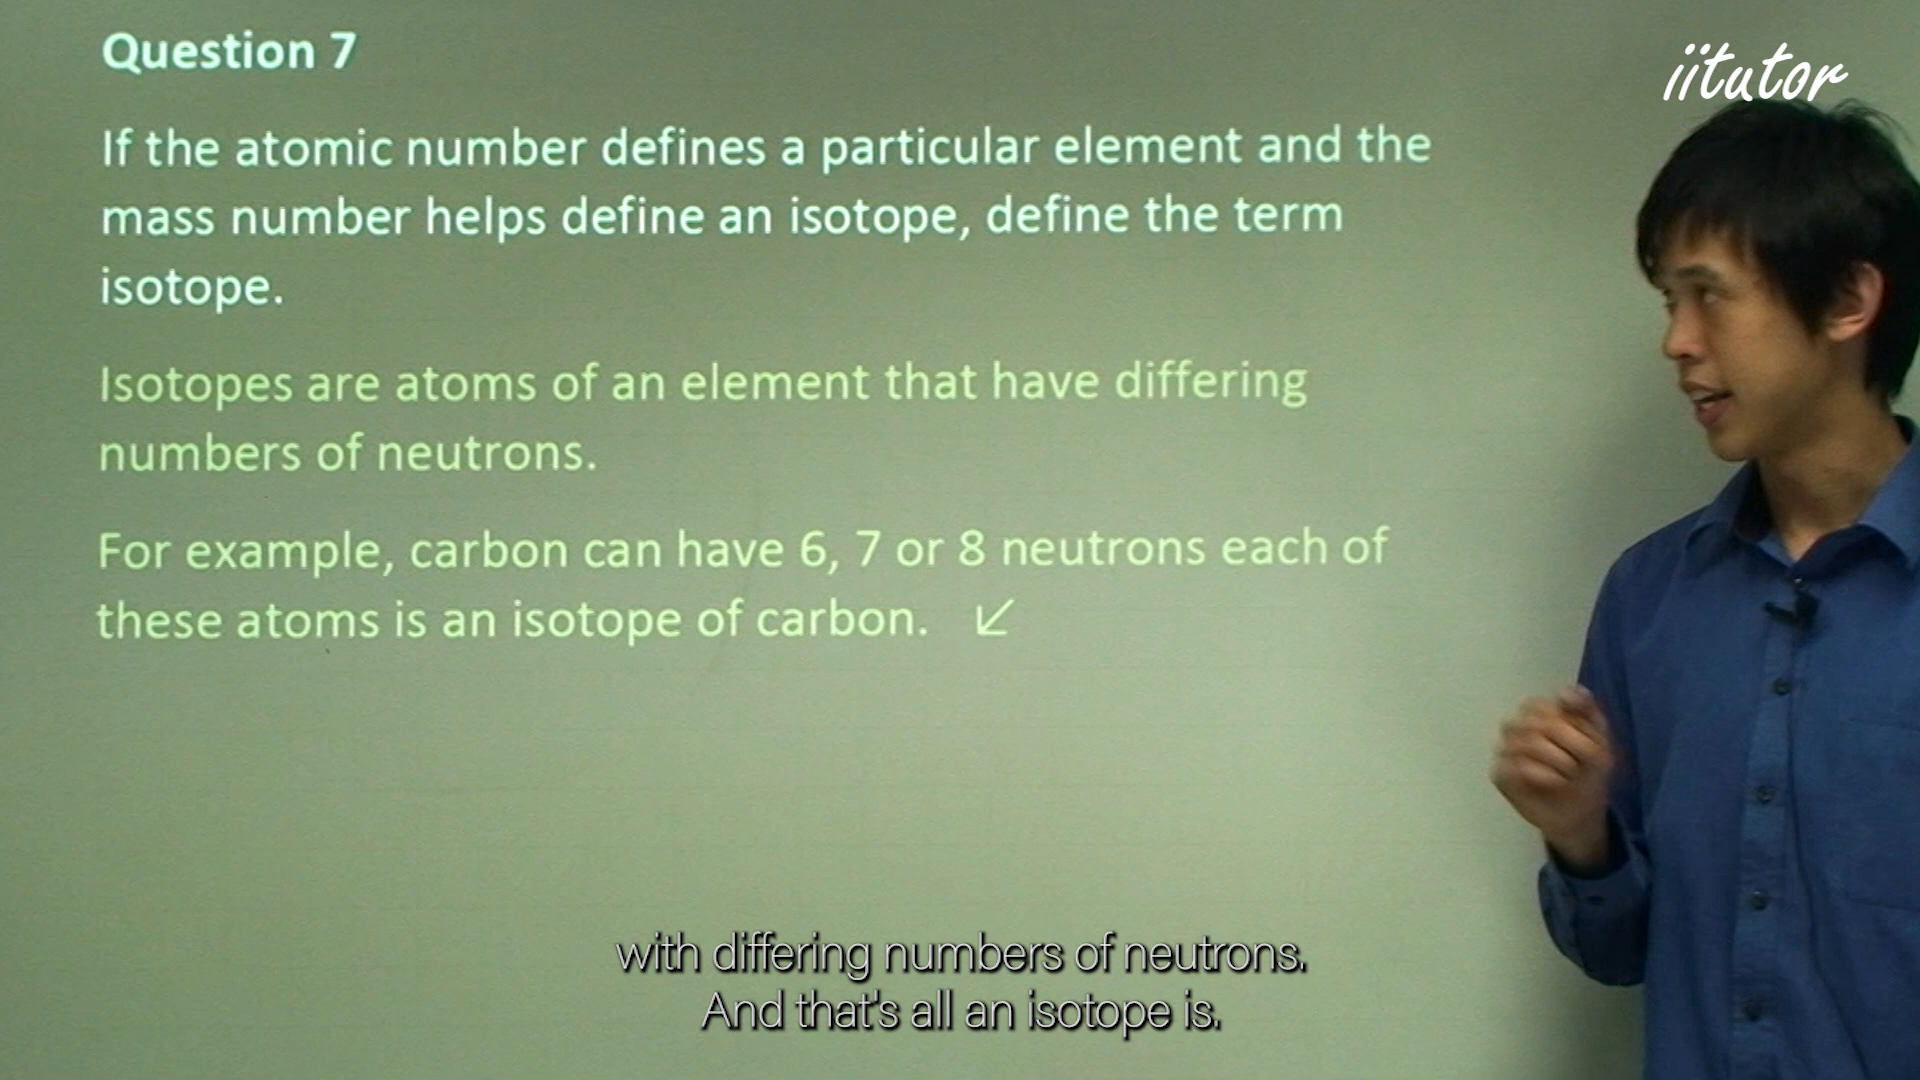 Question 7
iitutor
If the atomic number defines a particular element and the
mass number helps define an isotope, define the term
isotope.
Isotopes are atoms of an element that have differing
numbers of neutrons.
For example, carbon can have 6, 7 or 8 neutrons each of
these atoms is an isotope of carbon.
with differing numbers of neutrons.
And that's all an isotope is.